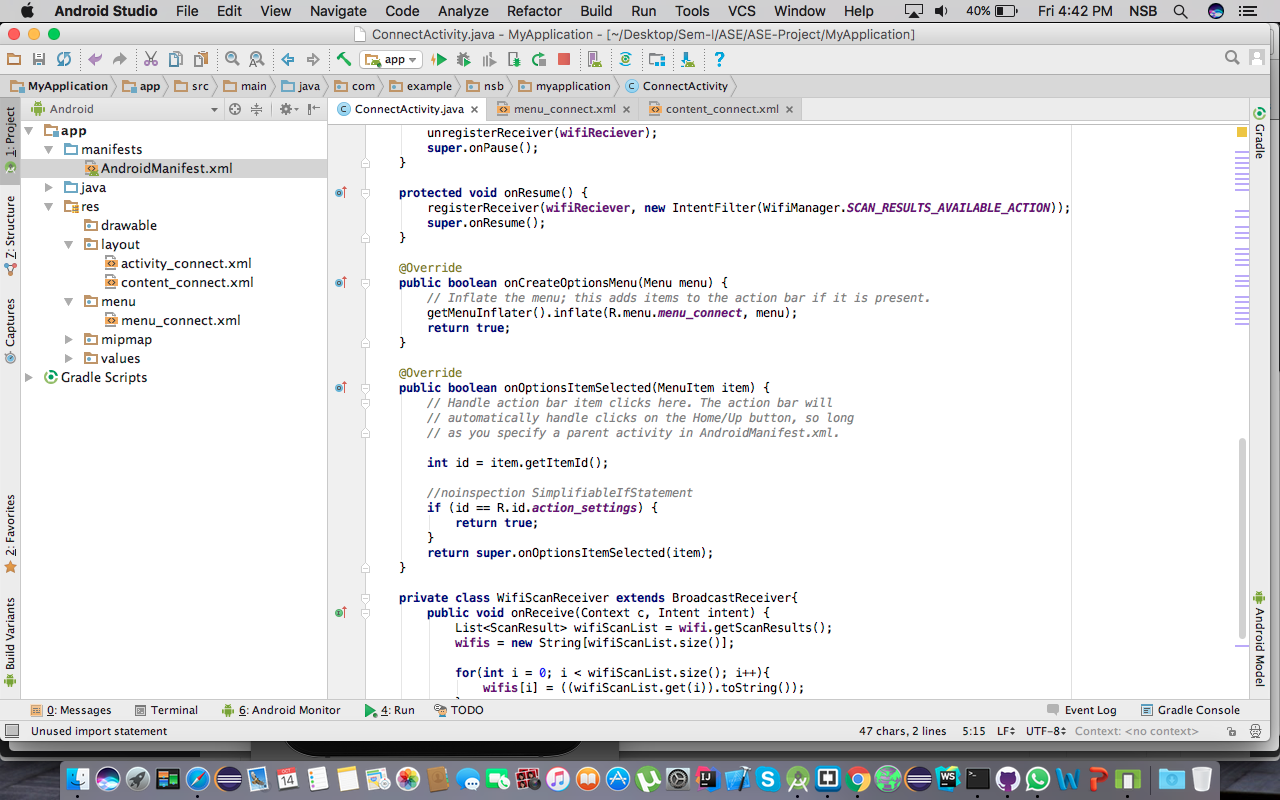 Android Studio File Edit View Navigate Code Analyze Refactor Build Run Tools VCS Window Help 40% Fri 4:42 PM NSB
ConnectActivity.java - MyApplication - [~/Desktop/Sem-I/ASE/ASE-Project/MyApplication]
app
MyApplication app src main java com example nsb myapplication ConnectActivity
Android
ConnectActivity.java menu_connect.xml content_connect.xml
1: Project
Z: Structure
Captures
2: Favorites
Build Variants
app
manifests
AndroidManifest.xml
java
res
drawable
layout
activity_connect.xml
content_connect.xml
menu
menu_connect.xml
mipmap
values
Gradle Scripts
unregisterReceiver(wifiReciever);
super.onPause();
}
protected void onResume() {
registerReceiver(wifiReciever, new IntentFilter(WifiManager.SCAN_RESULTS_AVAILABLE_ACTION));
super.onResume();
}
@Override
public boolean onCreateOptionsMenu(Menu menu) {
// Inflate the menu; this adds items to the action bar if it is present.
getMenuInflater().inflate(R.menu.menu_connect, menu);
return true;
}
@Override
public boolean onOptionsItemSelected(MenuItem item) {
// Handle action bar item clicks here. The action bar will
// automatically handle clicks on the Home/Up button, so long
// as you specify a parent activity in AndroidManifest.xml.
int id = item.getItemId();
//noinspection SimplifiableIfStatement
if (id == R.id.action_settings) {
return true;
}
return super.onOptionsItemSelected(item);
}
private class WifiScanReceiver extends BroadcastReceiver{
public void onReceive(Context c, Intent intent) {
List<ScanResult> wifiScanList = wifi.getScanResults();
wifis = new String[wifiScanList.size()];
for(int i = 0; i < wifiScanList.size(); i++){
wifis[i] = ((wifiScanList.get(i)).toString());
Gradle
Android Model
0: Messages Terminal 6: Android Monitor 4: Run TODO Event Log Gradle Console
Unused import statement 47 chars, 2 lines 5:15 LF UTF-8 Context: <no context>
OCT
14
IJ
WS